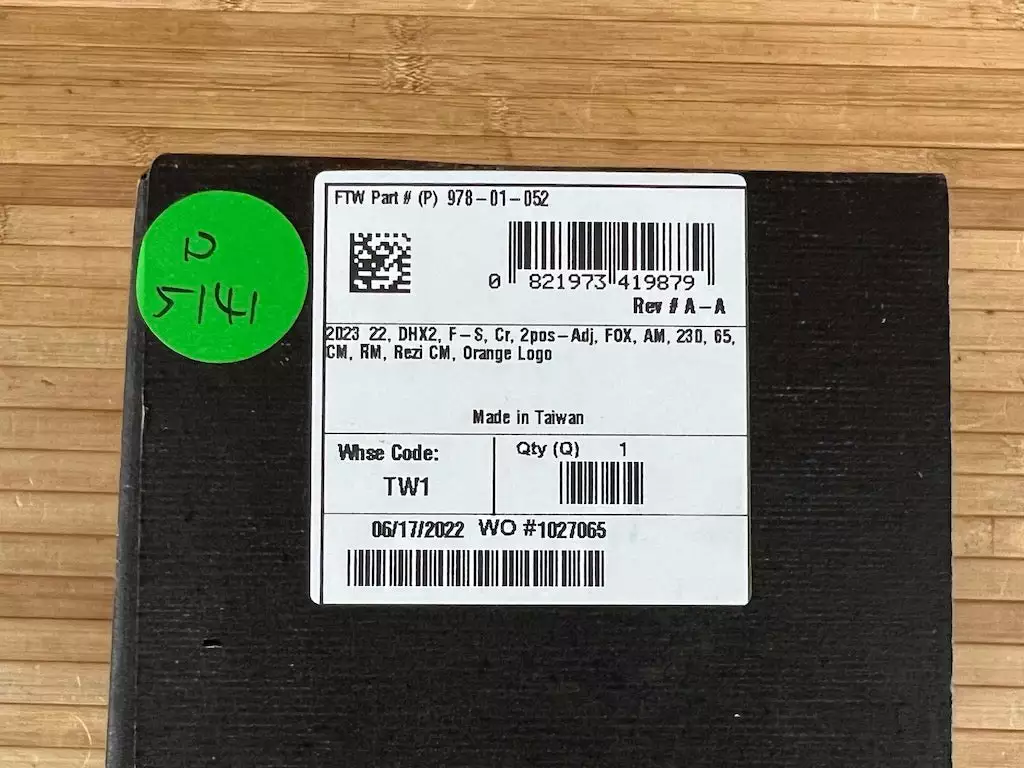 FTW Part # (P) 978-01-052
0 821973 419879
Rev # A-A
2023 22, DHX2, F-S, Cr, 2pos-Adj, FOX, AM, 230, 65,
CM, RM, Rezi CM, Orange Logo
Made in Taiwan
Whse Code:
TW1
Qty (Q) 1
06/17/2022 WO #1027065
5141